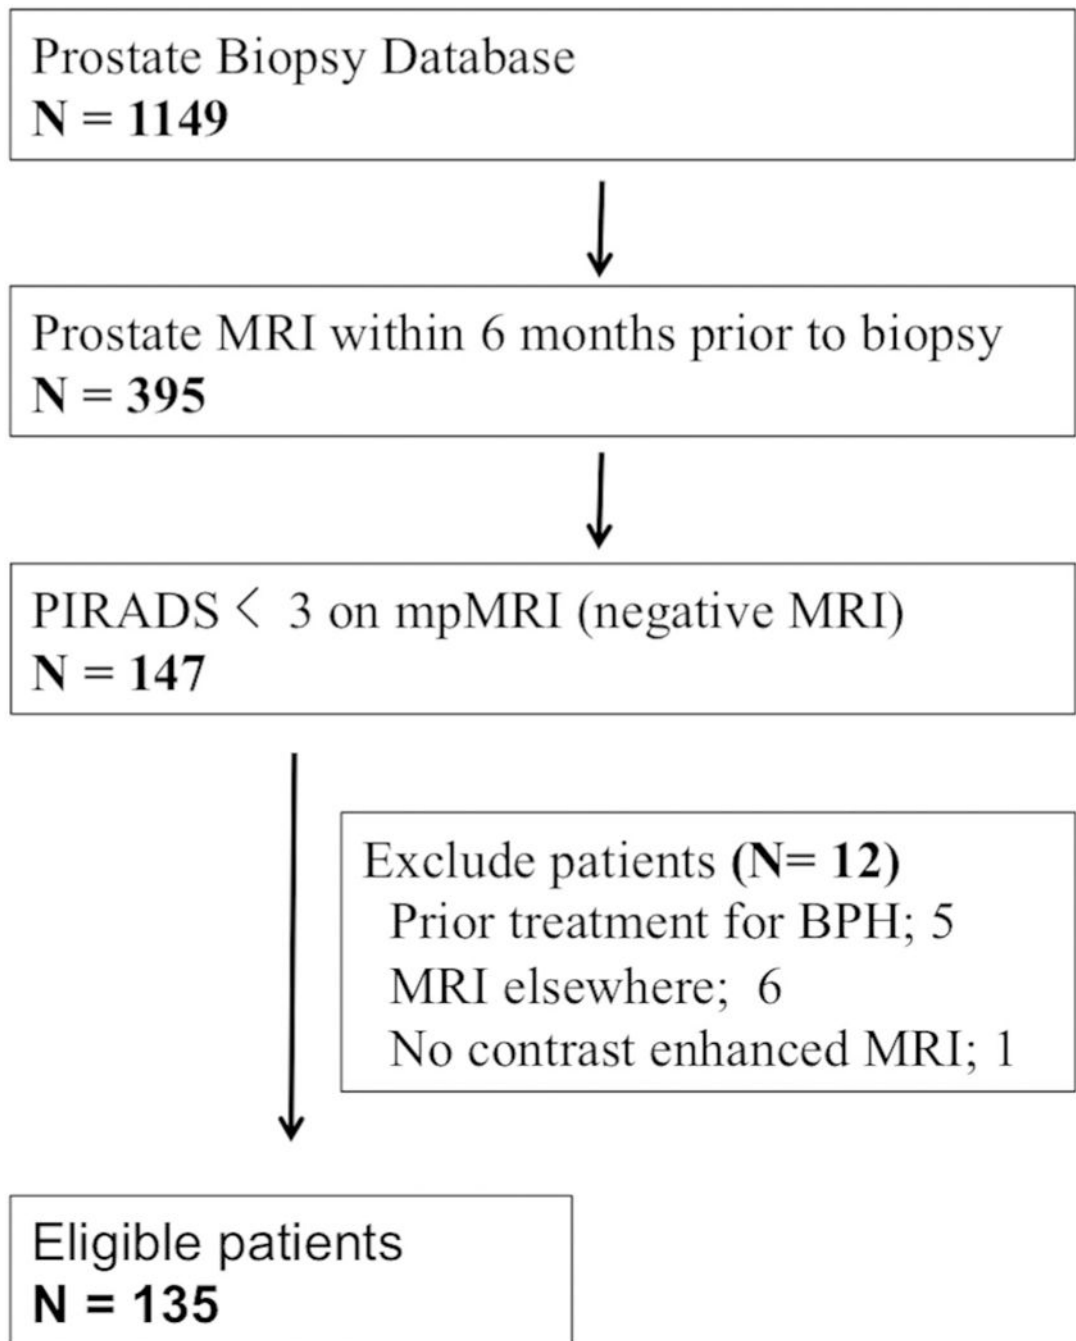 Prostate Biopsy Database
N = 1149
Prostate MRI within 6 months prior to biopsy
N = 395
PIRADS < 3 on mpMRI (negative MRI)
N = 147
Exclude patients (N= 12)
Prior treatment for BPH; 5
MRI elsewhere; 6
No contrast enhanced MRI; 1
Eligible patients
N = 135